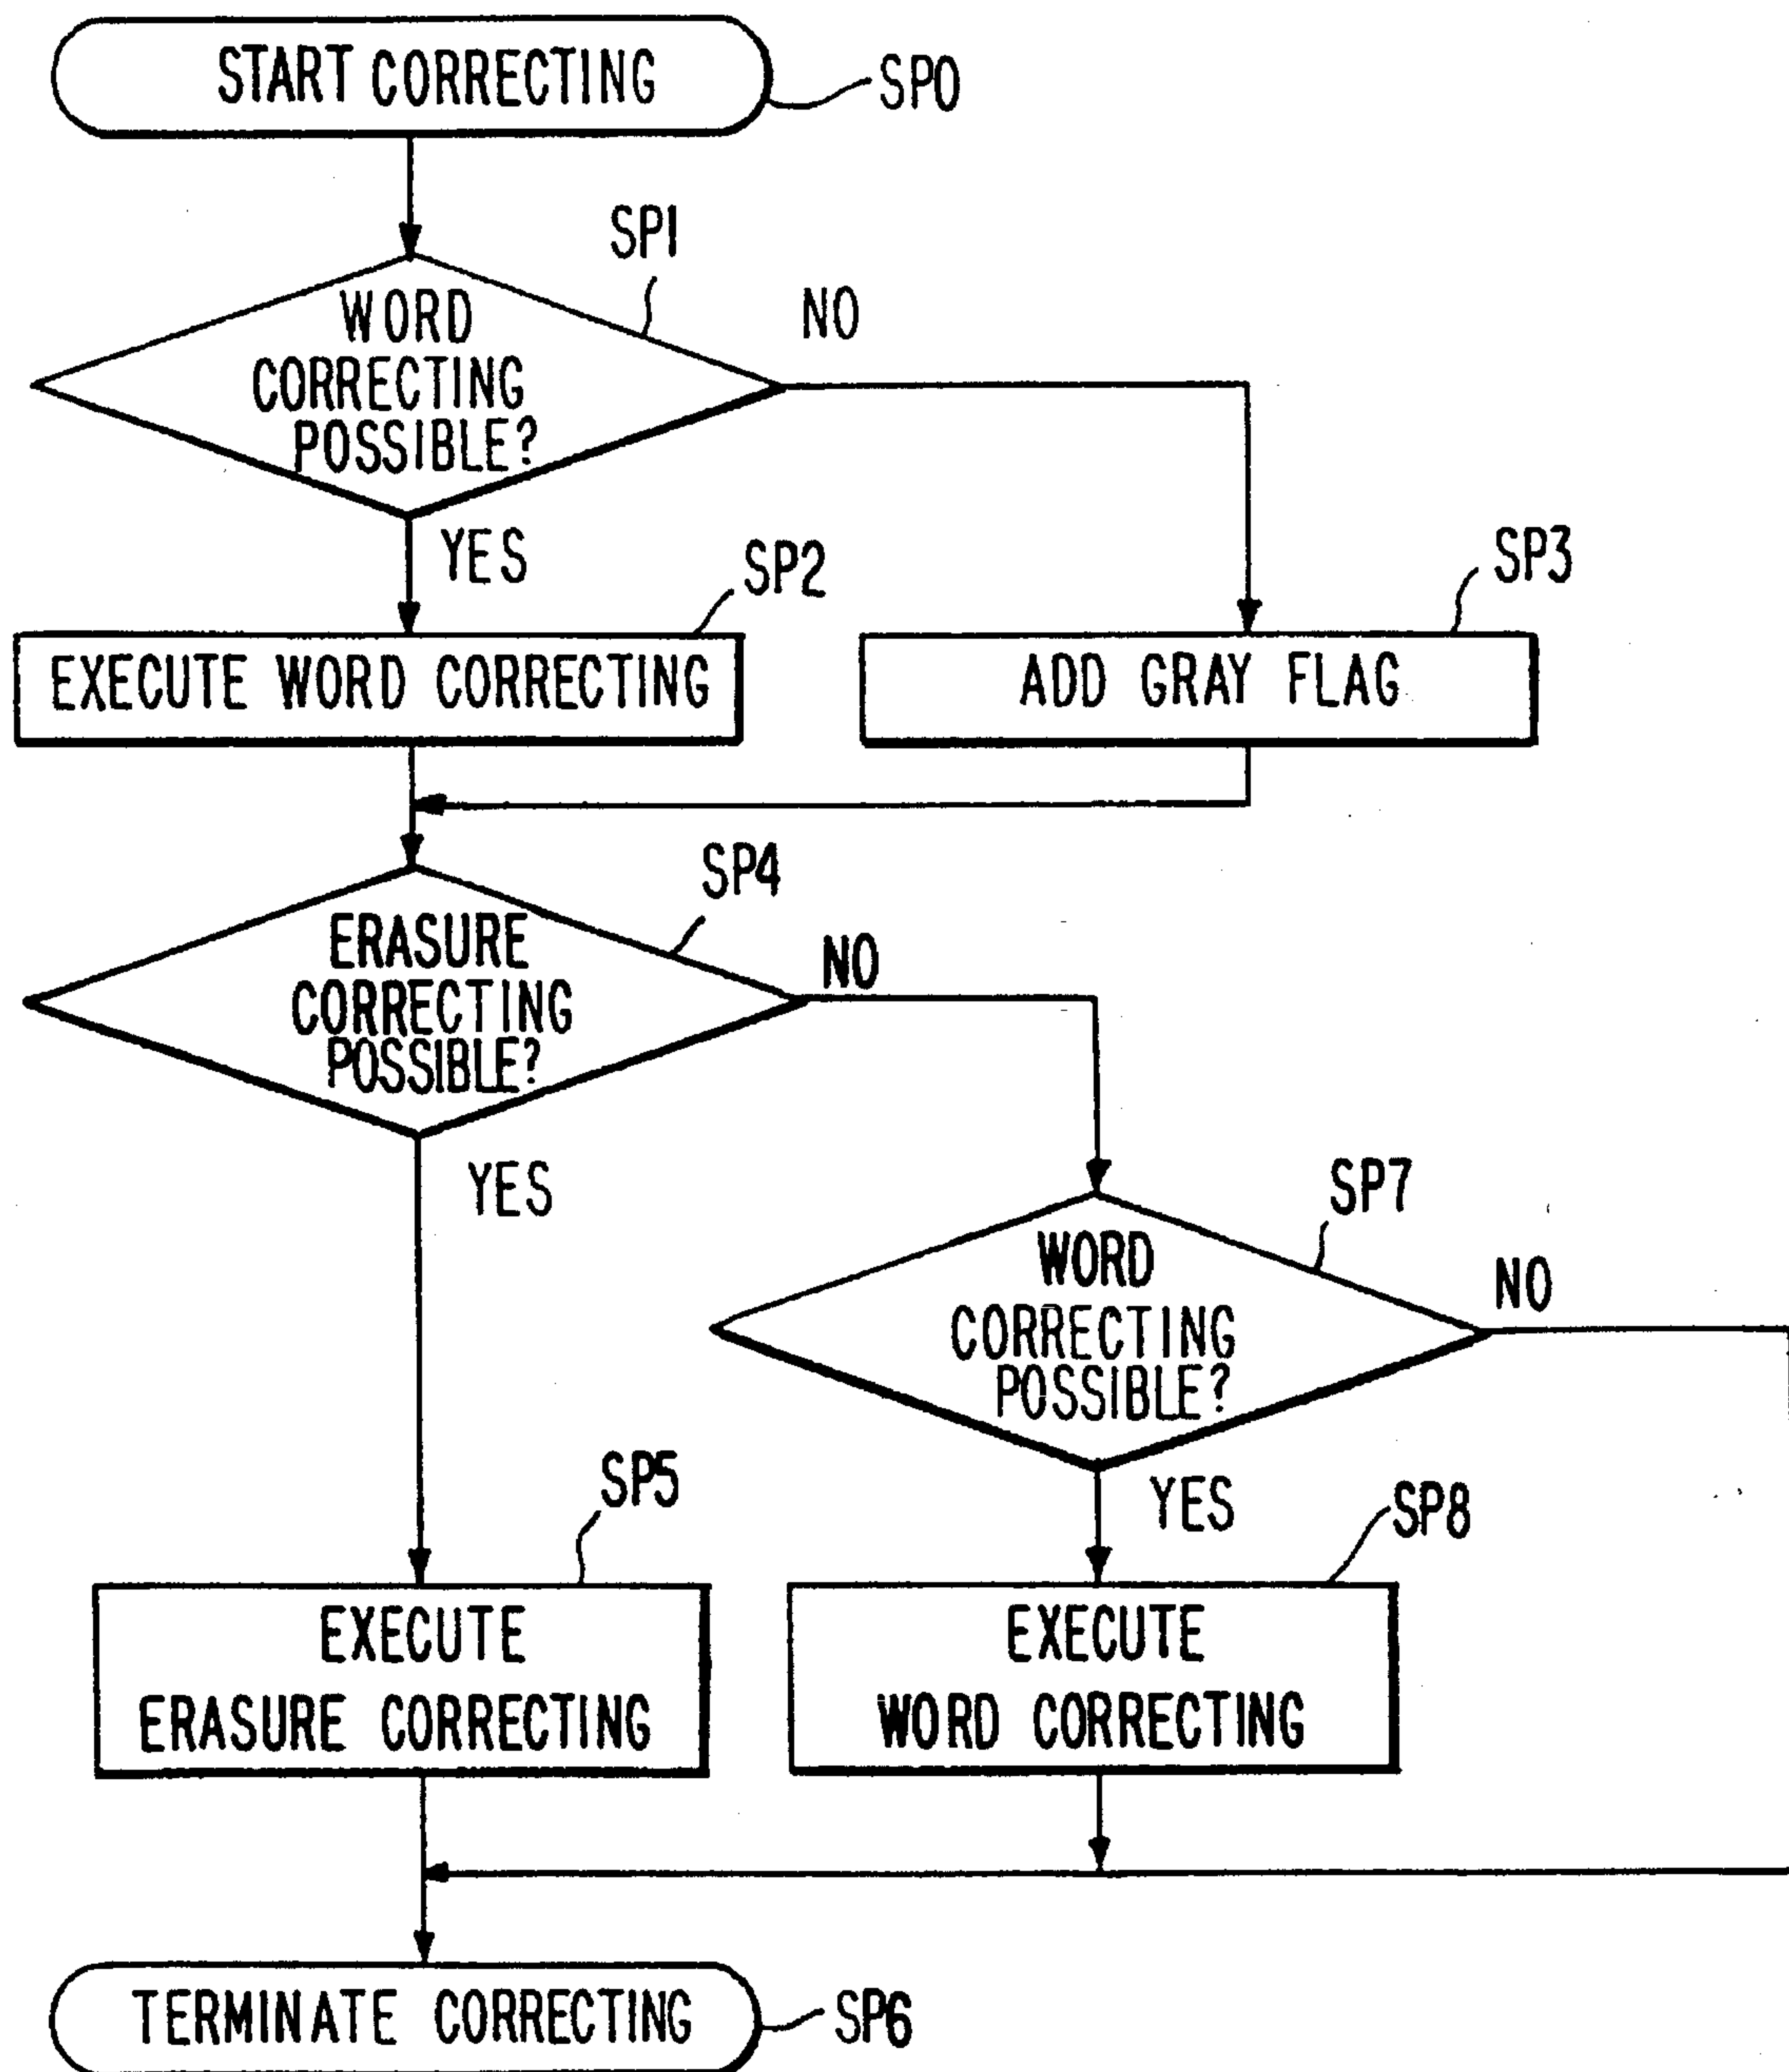 START CORRECTING
SP0
SP1
WORD
CORRECTING
POSSIBLE?
NO
YES
SP2
SP3
EXECUTE WORD CORRECTING
ADD GRAY FLAG
SP4
ERASURE
CORRECTING
POSSIBLE?
NO
YES
SP7
WORD
CORRECTING
POSSIBLE?
NO
YES
SP5
SP8
EXECUTE
ERASURE CORRECTING
EXECUTE
WORD CORRECTING
TERMINATE CORRECTING
SP6